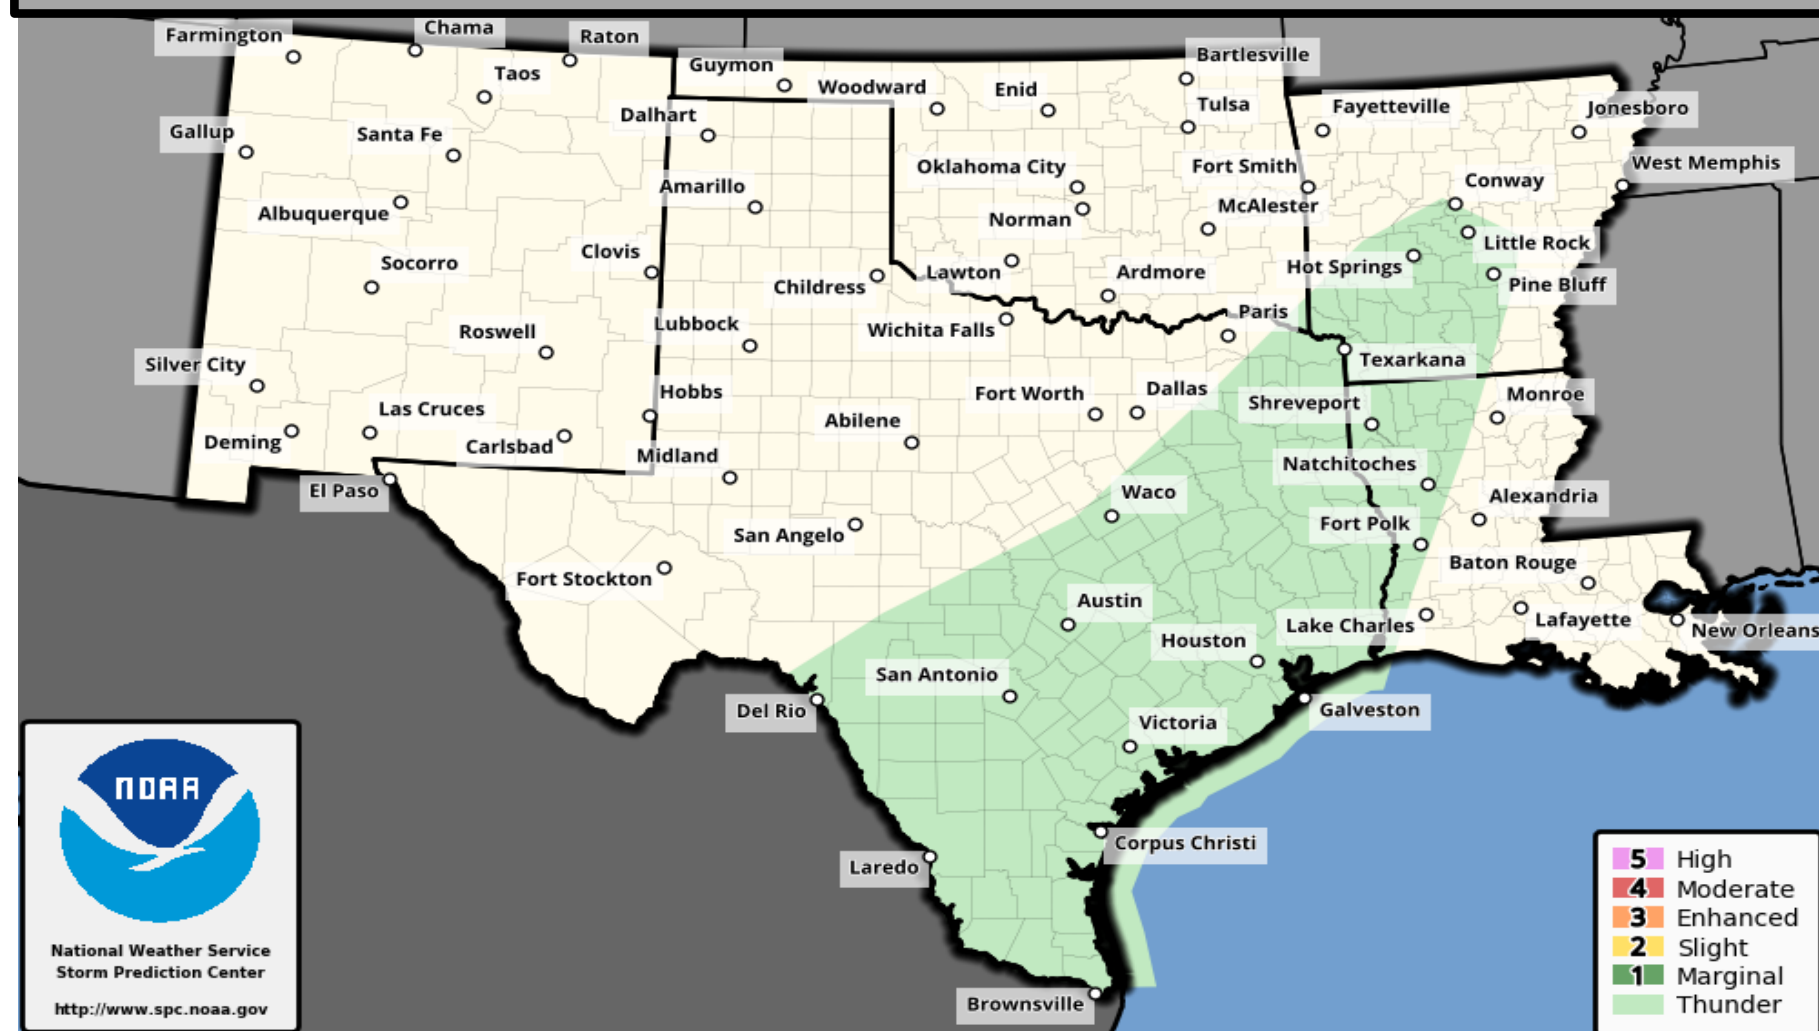 Farmington
Chama
Raton
Taos
Guymon
Woodward
Enid
Bartlesville
Tulsa
Fayetteville
Jonesboro
Gallup
Santa Fe
Dalhart
Oklahoma City
Fort Smith
Conway
West Memphis
Albuquerque
Amarillo
Norman
McAlester
Little Rock
Socorro
Clovis
Childress
Lawton
Ardmore
Hot Springs
Pine Bluff
Roswell
Lubbock
Wichita Falls
Paris
Texarkana
Silver City
Las Cruces
Hobbs
Fort Worth
Dallas
Shreveport
Monroe
Deming
Carlsbad
Midland
Abilene
Natchitoches
El Paso
San Angelo
Waco
Fort Polk
Alexandria
Fort Stockton
Austin
Baton Rouge
Houston
Lake Charles
Lafayette
New Orleans
Del Rio
San Antonio
Victoria
Galveston
Laredo
Corpus Christi
Brownsville
NOAA
National Weather Service
Storm Prediction Center
http://www.spc.noaa.gov
5 High
4 Moderate
3 Enhanced
2 Slight
1 Marginal
Thunder